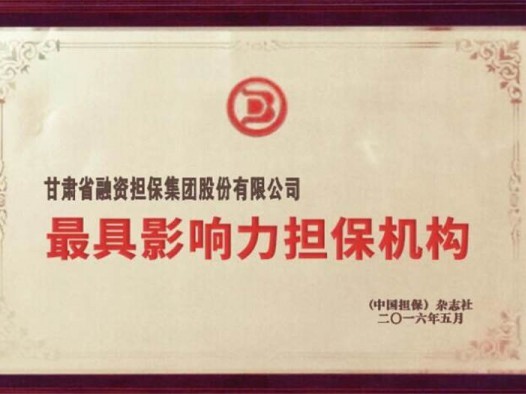 甘肃省融资担保集团股份有限公司
最具影响力担保机构
《中国担保》杂志社
二〇一六年五月